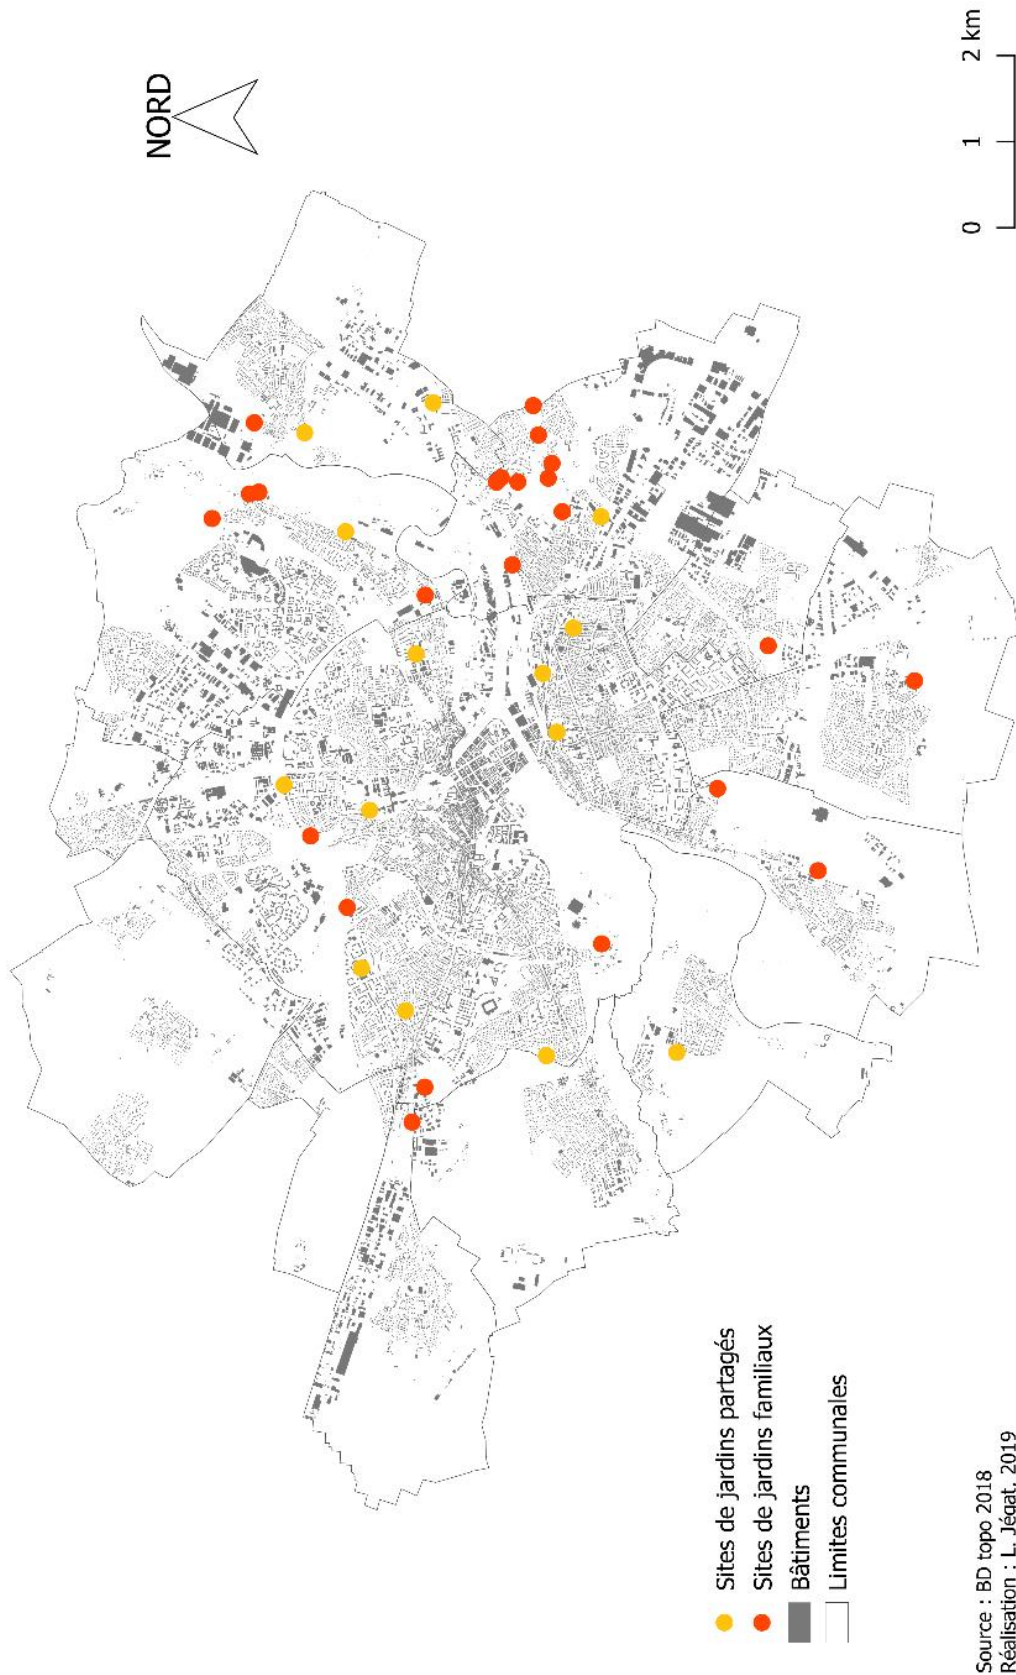 NORD
Sites de jardins partagés
Sites de jardins familiaux
Bâtiments
Limites communales
Source : BD topo 2018
Réalisation : L. Jégat, 2019
0 1 2 km